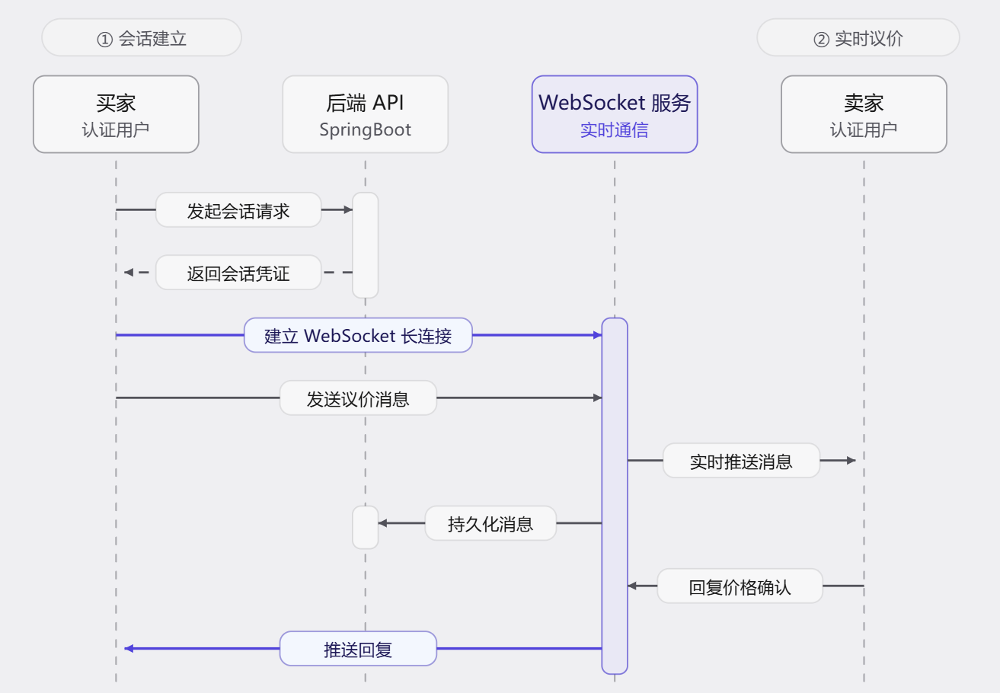 ① 会话建立
② 实时议价
买家
认证用户
后端 API
SpringBoot
WebSocket 服务
实时通信
卖家
认证用户
发起会话请求
返回会话凭证
建立 WebSocket 长连接
发送议价消息
实时推送消息
持久化消息
回复价格确认
推送回复